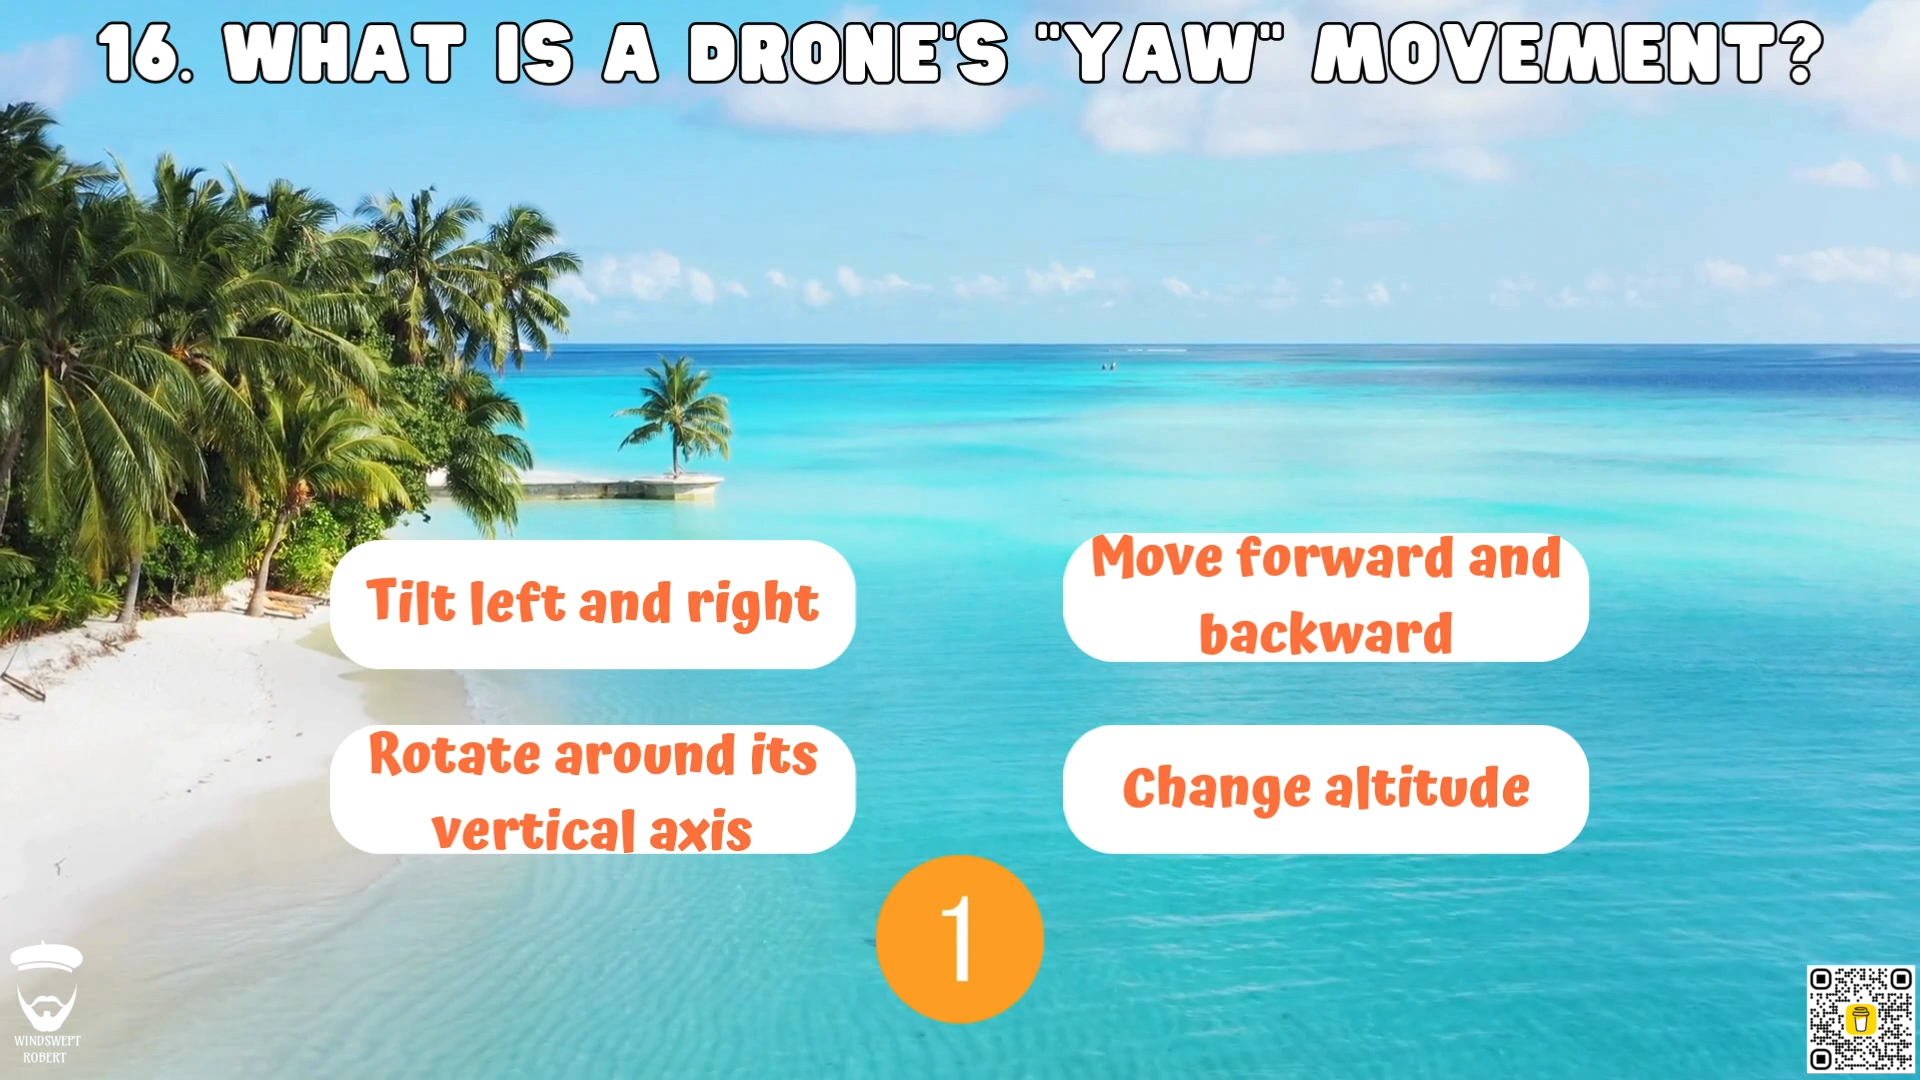 16. WHAT IS A DRONE'S "YAW" MOVEMENT?
Tilt left and right
Move forward and
backward
Rotate around its
vertical axis
Change altitude
1
WINDSWEPT
ROBERT